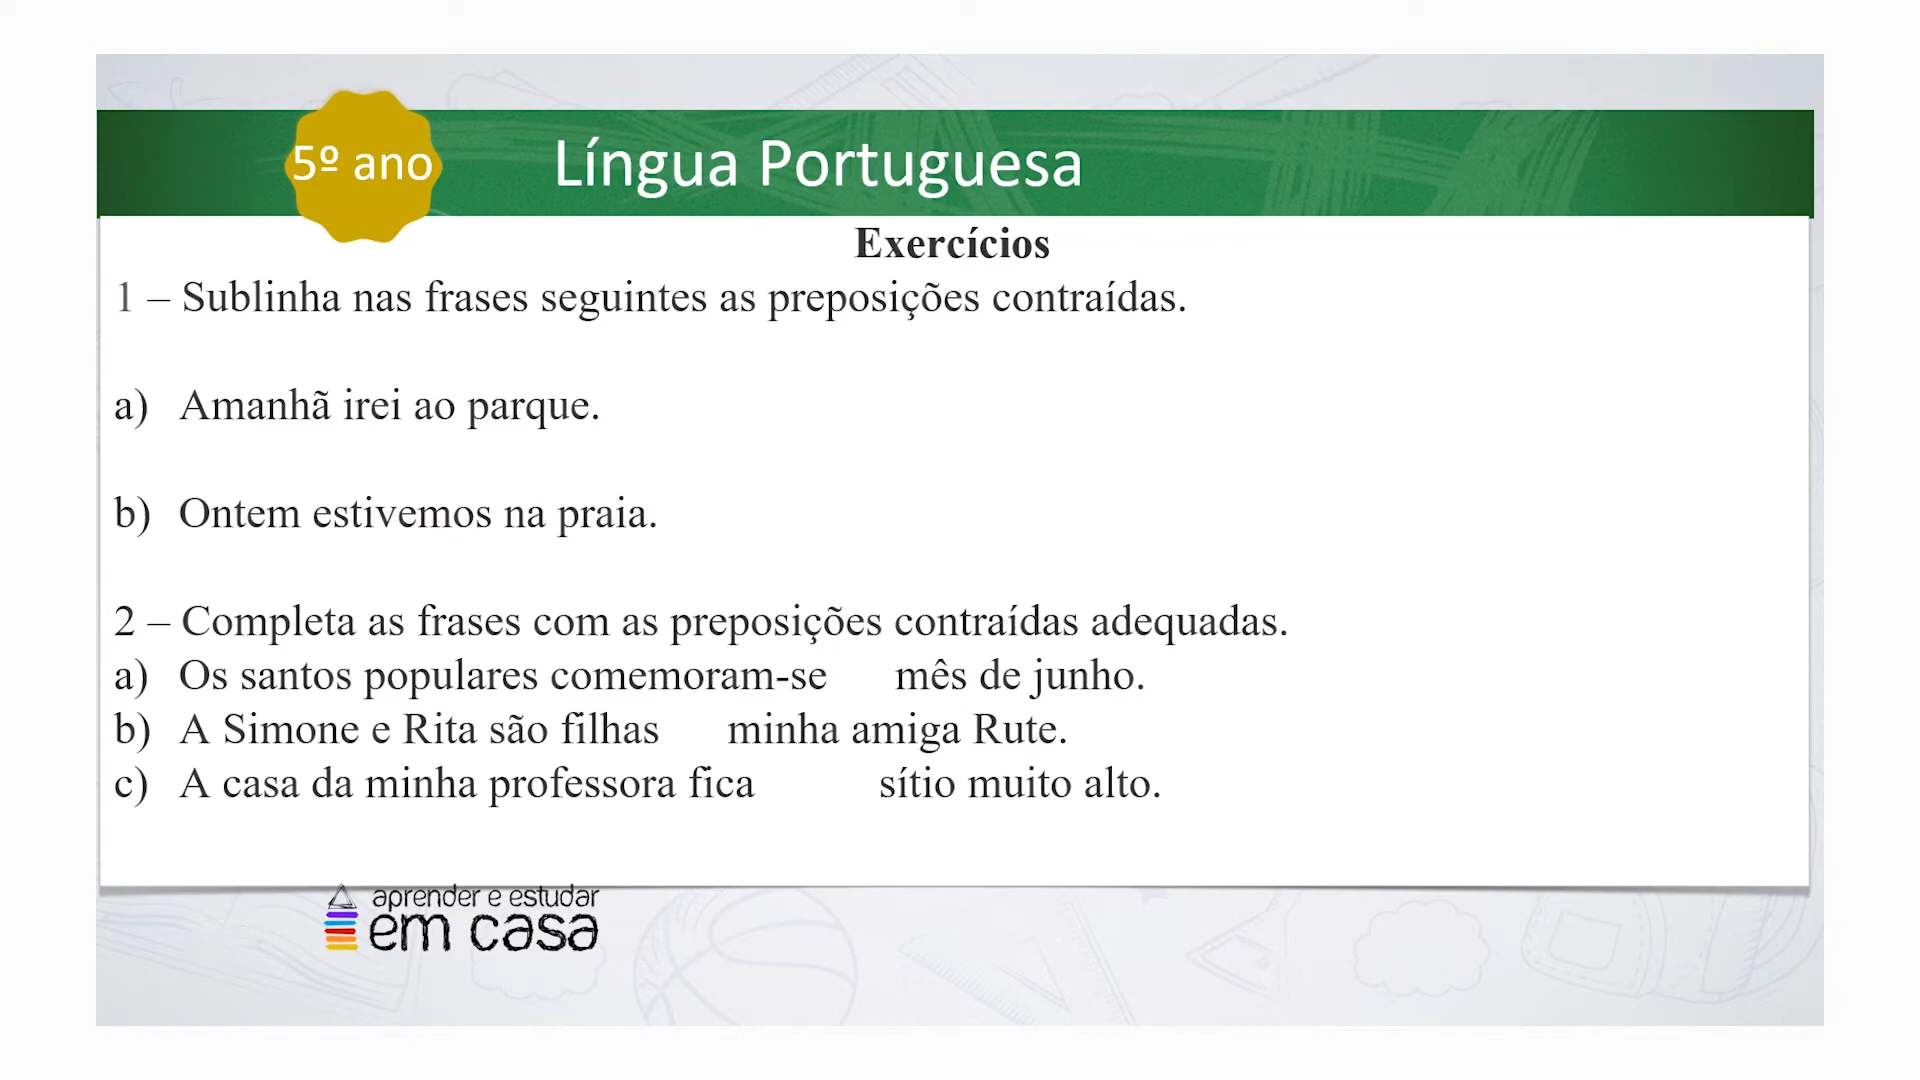 5º ano
Língua Portuguesa
Exercícios
1 – Sublinha nas frases seguintes as preposições contraídas.
a) Amanhã irei ao parque.
b) Ontem estivemos na praia.
2 – Completa as frases com as preposições contraídas adequadas.
a) Os santos populares comemoram-se mês de junho.
b) A Simone e Rita são filhas minha amiga Rute.
c) A casa da minha professora fica sítio muito alto.
aprender e estudar
em casa